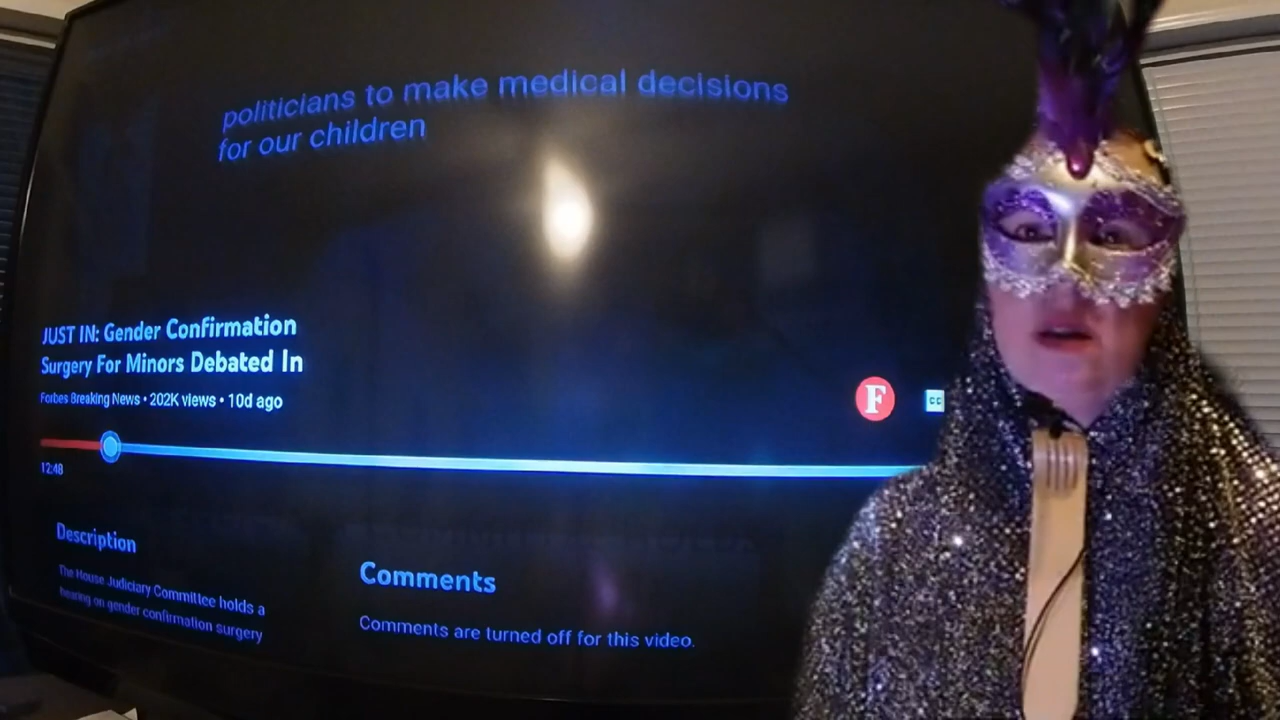 politicians to make medical decisions
for our children
JUST IN: Gender Confirmation
Surgery For Minors Debated In
Forbes Breaking News • 202K views • 10d ago
F
CC
12:48
Description
The House Judiciary Committee holds a
hearing on gender confirmation surgery
Comments
Comments are turned off for this video.